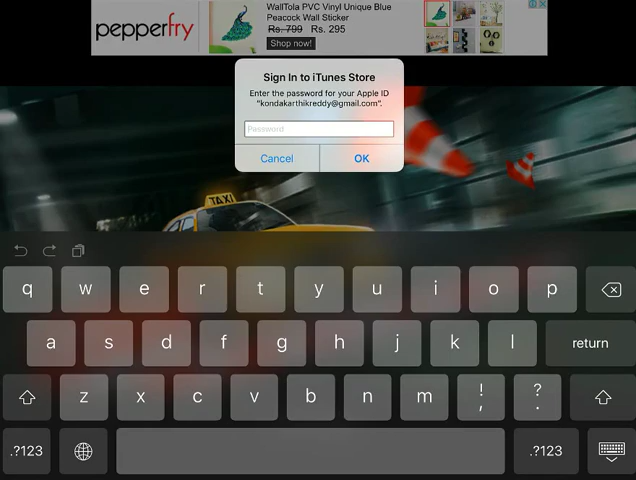 pepperfry
WallTola PVC Vinyl Unique Blue
Peacock Wall Sticker
Rs. 799 Rs. 295
Shop now!
Sign In to iTunes Store
Enter the password for your Apple ID
"kondakarthikreddy@gmail.com".
Password
Cancel OK
TAXI
q w e r t y u i o p
a s d f g h j k l return
z x c v b n m ! , ? .
.?123 .?123